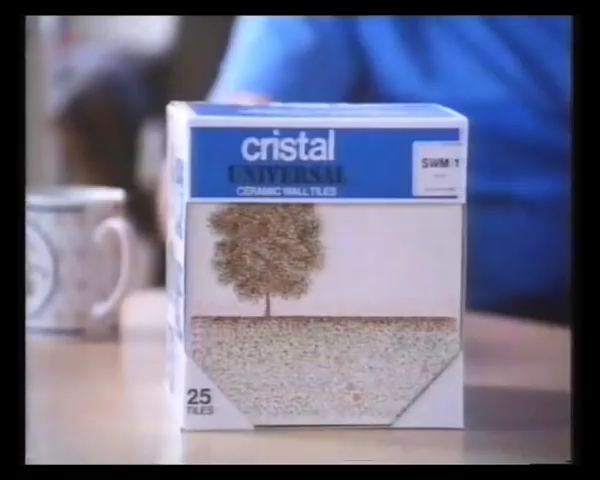 cristal
UNIVERSAL
CERAMIC WALL TILES
SWM 1
25
TILES